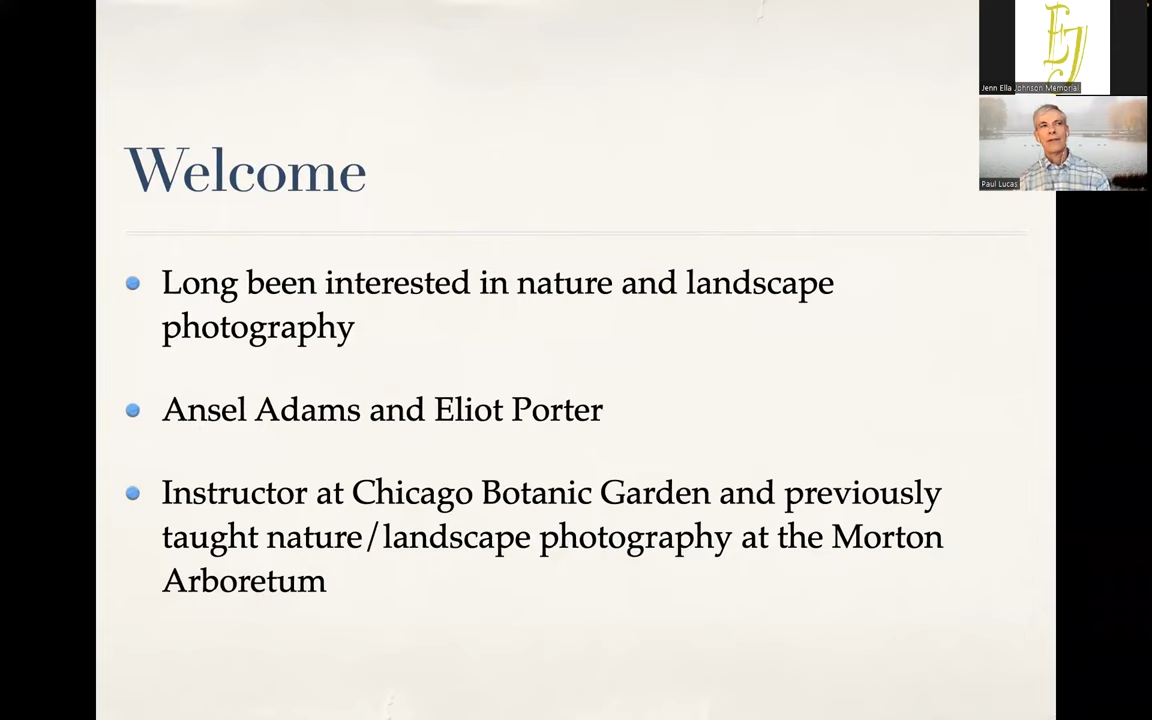 Welcome
Long been interested in nature and landscape
photography
Ansel Adams and Eliot Porter
Instructor at Chicago Botanic Garden and previously
taught nature/landscape photography at the Morton
Arboretum
EJ
Jenn Ella Johnson Memorial
Paul Lucas